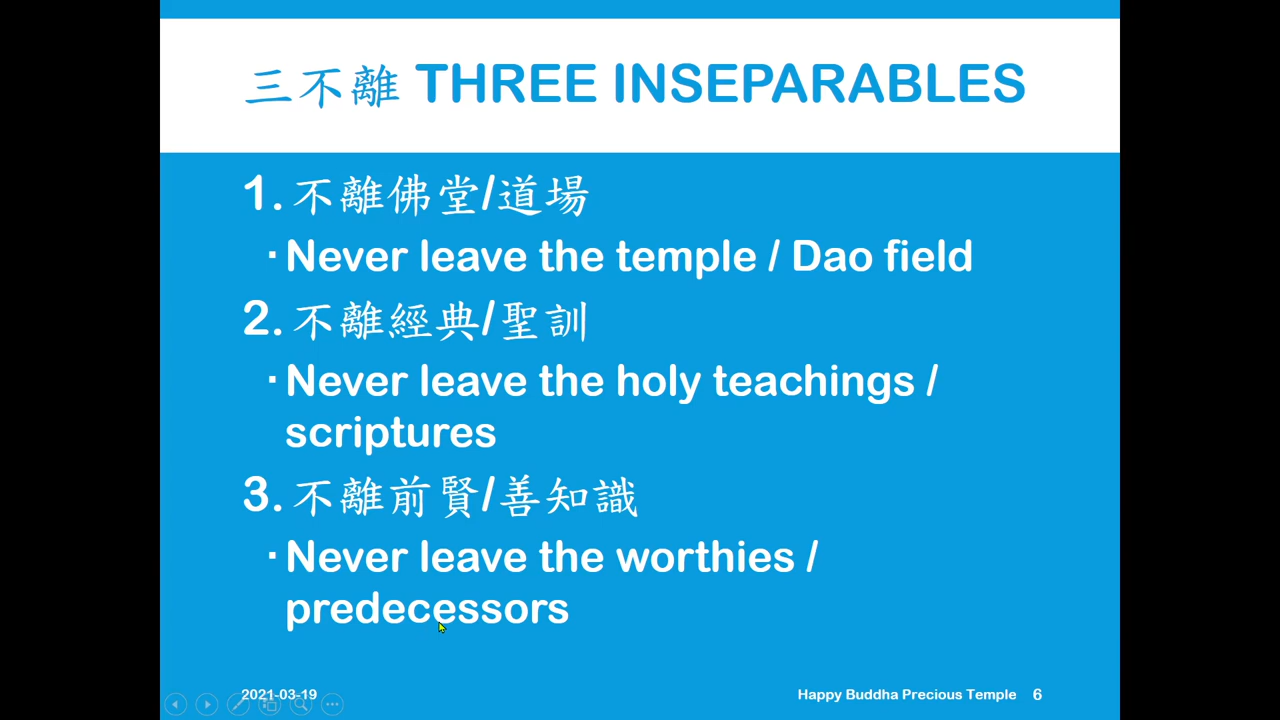 三不離 THREE INSEPARABLES
1. 不離佛堂/道場
· Never leave the temple / Dao field
2. 不離經典/聖訓
· Never leave the holy teachings /
scriptures
3. 不離前賢/善知識
· Never leave the worthies /
predecessors
2021-03-19 Happy Buddha Precious Temple 6